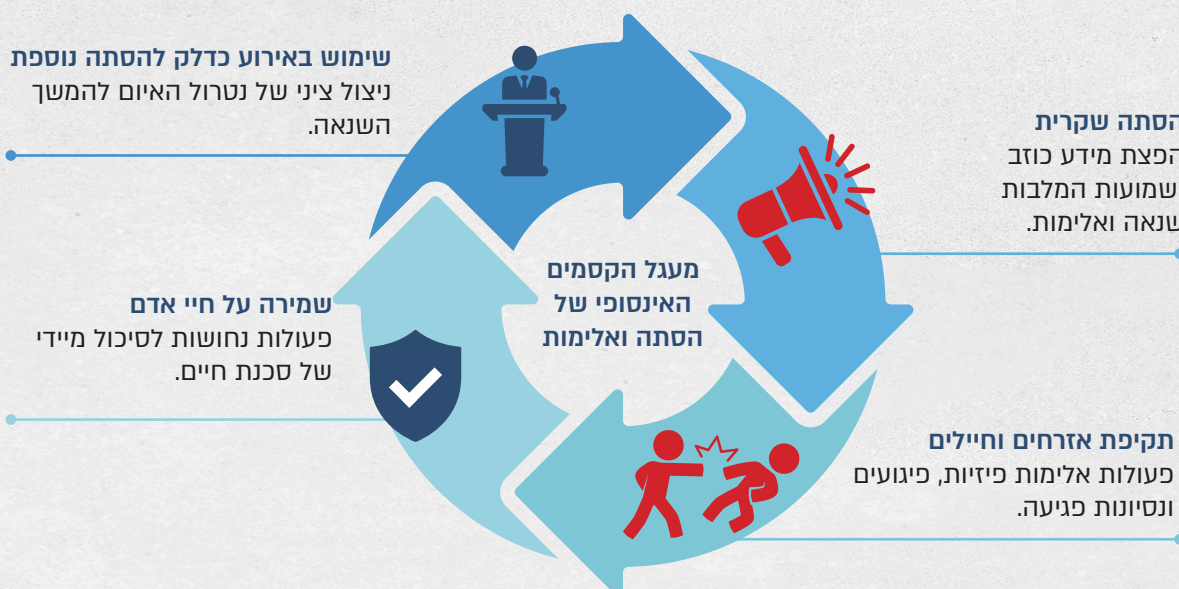 מעגל הקסמים
האינסופי של
הסתה ואלימות
הסתה שקרית
הפצת מידע כוזב
שמועות המלבות
שנאה ואלימות.
תקיפת אזרחים וחיילים
פעולות אלימות פיזיות, פיגועים
ונסיונות פגיעה.
שמירה על חיי אדם
פעולות נחושות לסיכול מיידי
של סכנת חיים.
שימוש באירוע כדלק להסתה נוספת
ניצול ציני של נטרול האיום להמשך
השנאה.